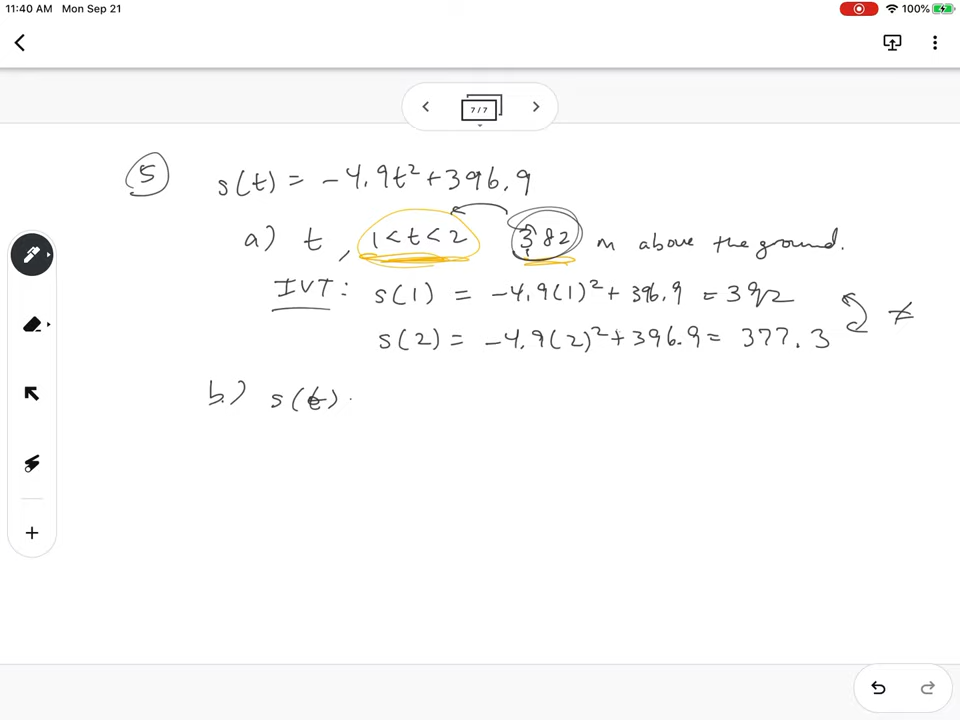 11:40 AM Mon Sep 21 100%
7 / 7
5 s(t) = -4.9t² + 396.9
a) t, 1 < t < 2 382 m above the ground.
IVT: s(1) = -4.9(1)² + 396.9 = 392
s(2) = -4.9(2)² + 396.9 = 377.3 ≠
b.) s(t) ·